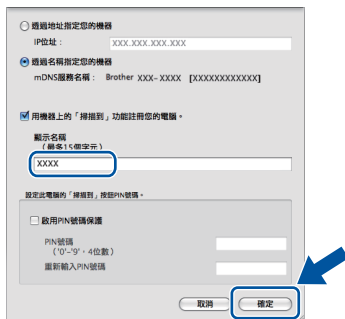 透過地址指定您的機器
IP位址： XXX.XXX.XXX.XXX
透過名稱指定您的機器
mDNS服務名稱： Brother XXX-XXXX [XXXXXXXXXXXX]
用機器上的「掃描到」功能註冊您的電腦。
顯示名稱
（最多15個字元）
XXXX
設定此電腦的「掃描到」按鈕PIN號碼。
啟用PIN號碼保護
PIN號碼
（'0'-'9'，4位數）
重新輸入PIN號碼
取消 確定